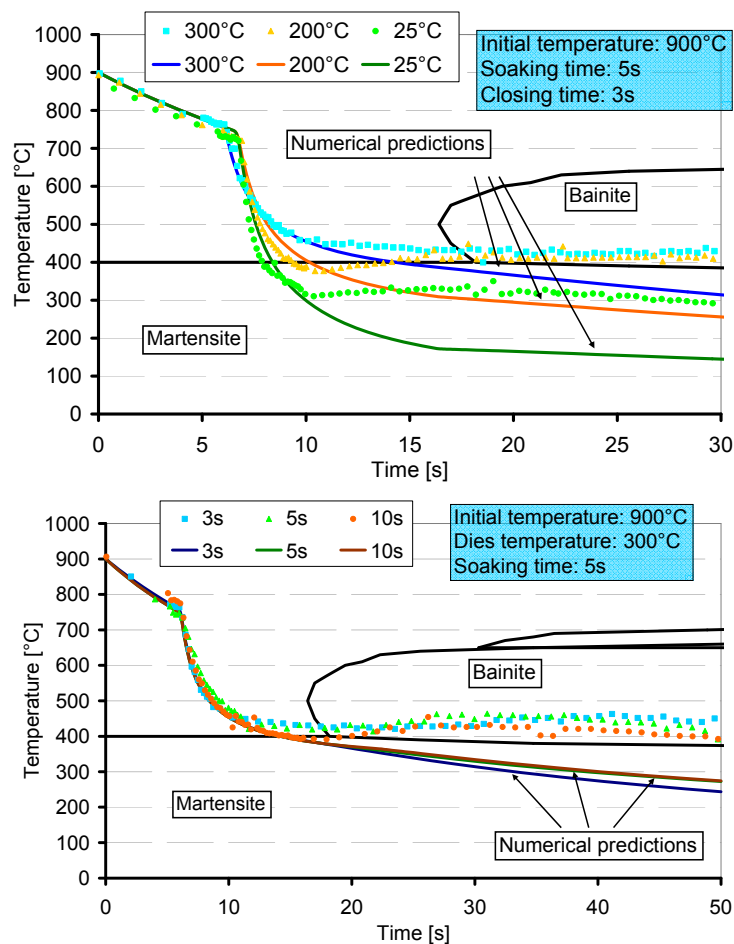 300°C 200°C 25°C
300°C 200°C 25°C
Initial temperature: 900°C
Soaking time: 5s
Closing time: 3s
Numerical predictions
Bainite
Martensite
Temperature [°C]
1000
900
800
700
600
500
400
300
200
100
0
0 5 10 15 20 25 30
Time [s]
3s 5s 10s
3s 5s 10s
Initial temperature: 900°C
Dies temperature: 300°C
Soaking time: 5s
Bainite
Martensite
Numerical predictions
Temperature [°C]
1000
900
800
700
600
500
400
300
200
100
0
0 10 20 30 40 50
Time [s]